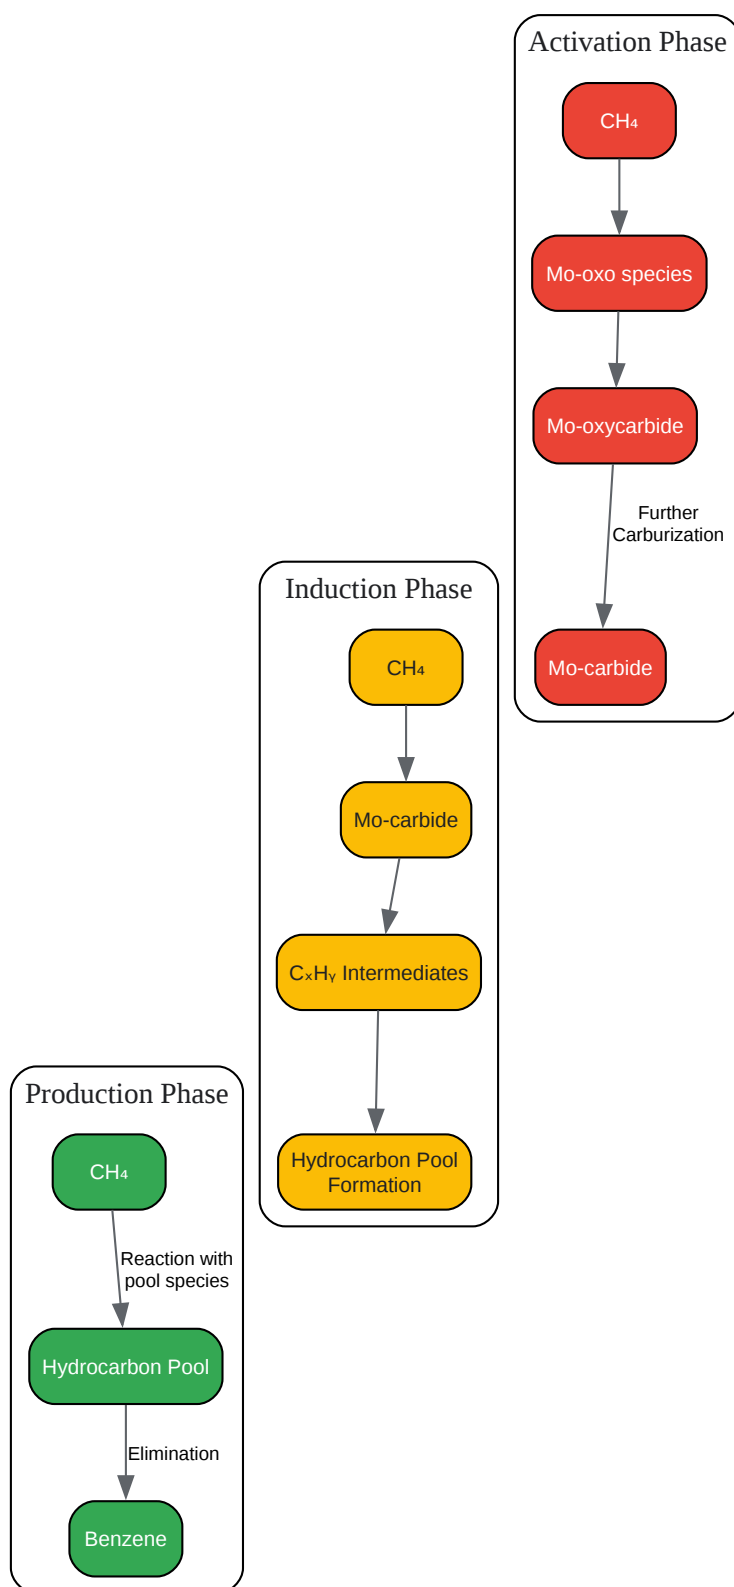 Activation Phase
CH₄
Mo-oxo species
Mo-oxycarbide
Further
Carburization
Mo-carbide
Induction Phase
CH₄
Mo-carbide
CₓHᵧ Intermediates
Hydrocarbon Pool
Formation
Production Phase
CH₄
Reaction with
pool species
Hydrocarbon Pool
Elimination
Benzene